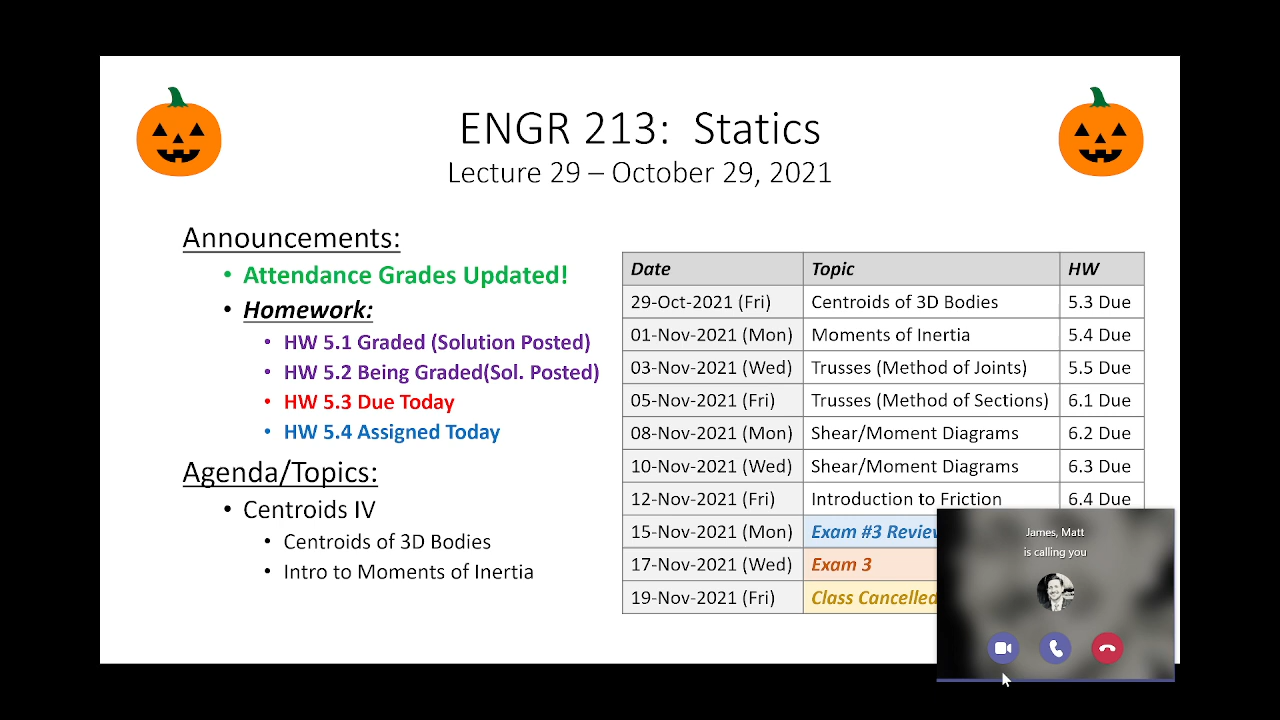 ENGR 213:  Statics
Lecture 29 – October 29, 2021
Announcements:
• Attendance Grades Updated!
• Homework:
• HW 5.1 Graded (Solution Posted)
• HW 5.2 Being Graded(Sol. Posted)
• HW 5.3 Due Today
• HW 5.4 Assigned Today
Agenda/Topics:
• Centroids IV
• Centroids of 3D Bodies
• Intro to Moments of Inertia
Date Topic HW
29-Oct-2021 (Fri) Centroids of 3D Bodies 5.3 Due
01-Nov-2021 (Mon) Moments of Inertia 5.4 Due
03-Nov-2021 (Wed) Trusses (Method of Joints) 5.5 Due
05-Nov-2021 (Fri) Trusses (Method of Sections) 6.1 Due
08-Nov-2021 (Mon) Shear/Moment Diagrams 6.2 Due
10-Nov-2021 (Wed) Shear/Moment Diagrams 6.3 Due
12-Nov-2021 (Fri) Introduction to Friction 6.4 Due
15-Nov-2021 (Mon) Exam #3 Review
17-Nov-2021 (Wed) Exam 3
19-Nov-2021 (Fri) Class Cancelled
James, Matt
is calling you